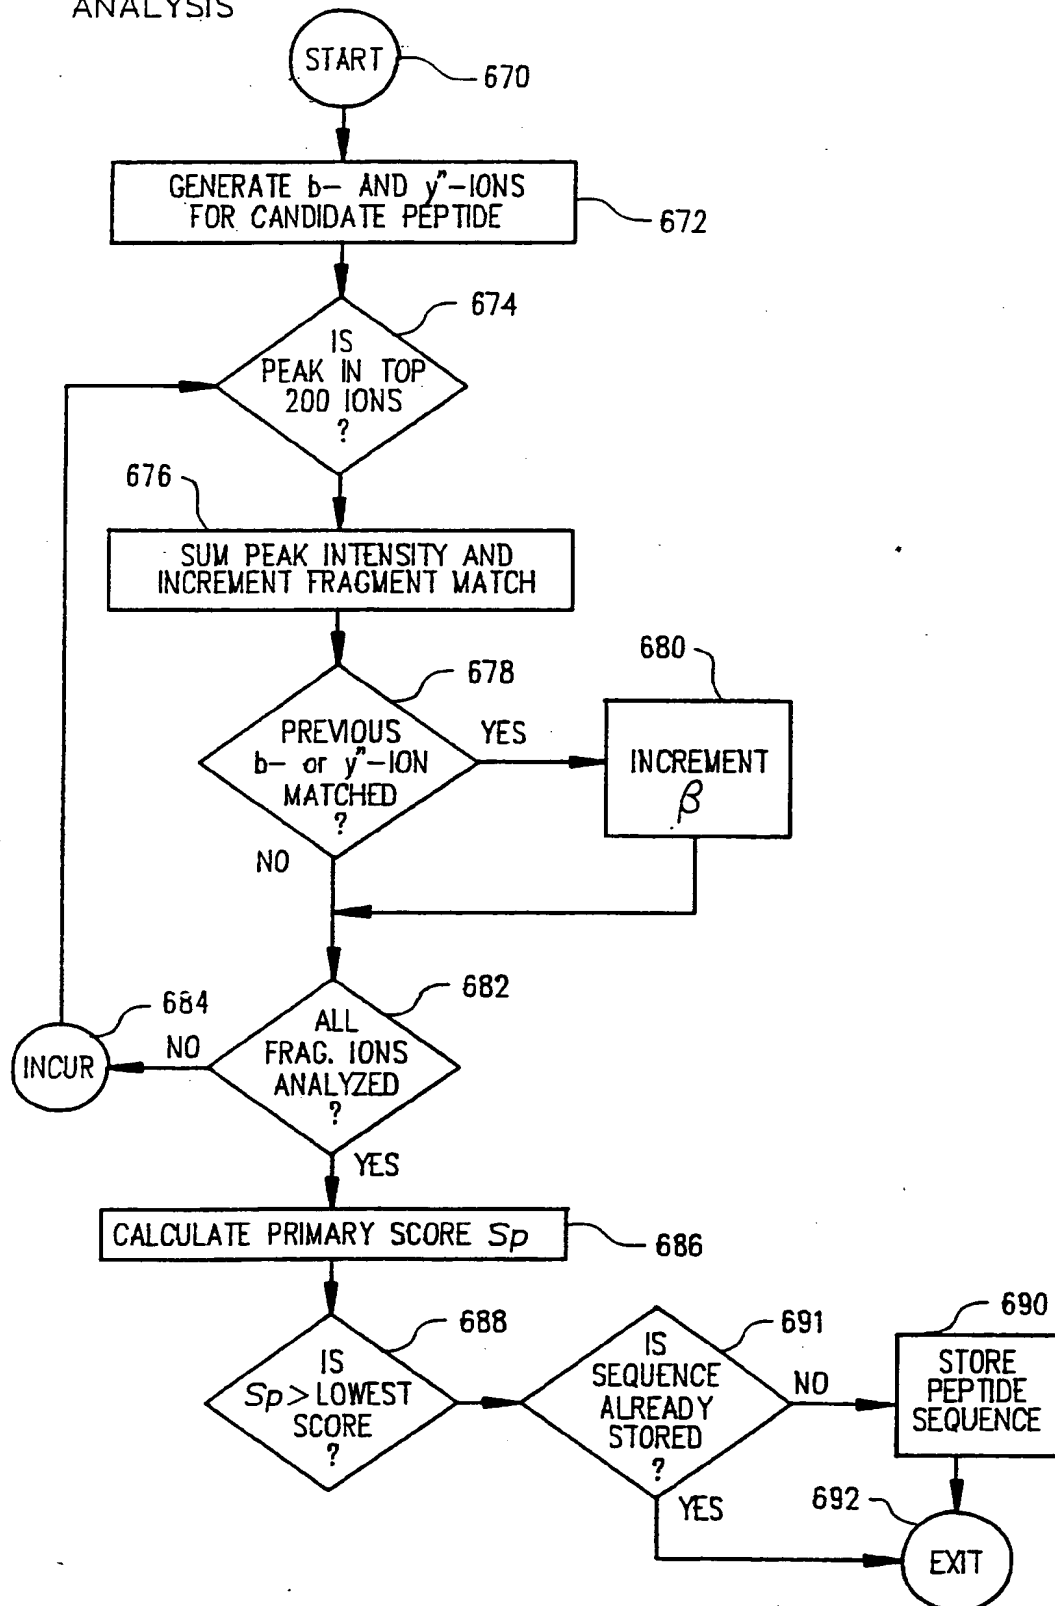 ANALYSIS
START
670
GENERATE b- AND y"-IONS
FOR CANDIDATE PEPTIDE
672
674
IS
PEAK IN TOP
200 IONS
?
676
SUM PEAK INTENSITY AND
INCREMENT FRAGMENT MATCH
678
PREVIOUS
b- or y"-ION
MATCHED
?
YES
NO
680
INCREMENT
β
682
ALL
FRAG. IONS
ANALYZED
?
NO
YES
684
INCUR
CALCULATE PRIMARY SCORE Sp
686
688
IS
Sp > LOWEST
SCORE
?
691
IS
SEQUENCE
ALREADY
STORED
?
NO
YES
690
STORE
PEPTIDE
SEQUENCE
692
EXIT